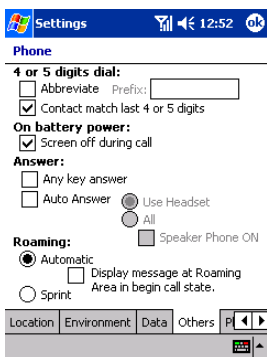 Settings 12:52 ok
Phone
4 or 5 digits dial:
Abbreviate Prefix:
Contact match last 4 or 5 digits
On battery power:
Screen off during call
Answer:
Any key answer
Auto Answer Use Headset
All
Speaker Phone ON
Roaming:
Automatic
Display message at Roaming
Area in begin call state.
Sprint
Location Environment Data Others